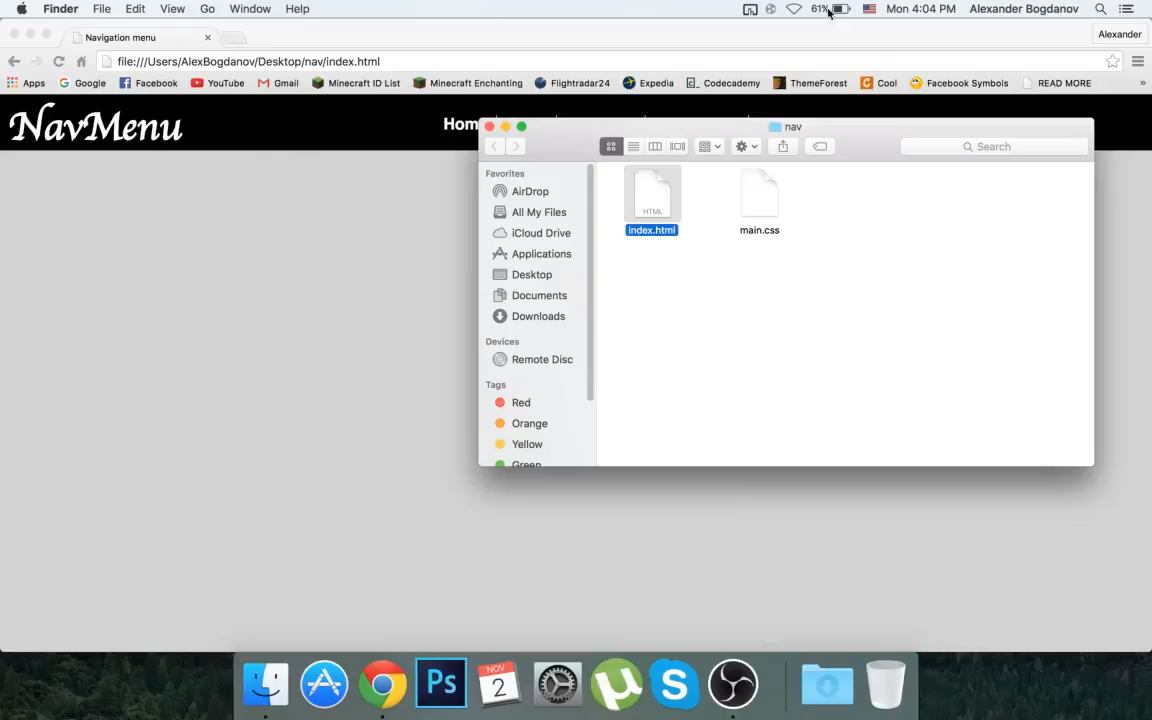 Finder File Edit View Go Window Help 61% Mon 4:04 PM Alexander Bogdanov
Navigation menu Alexander
file:///Users/AlexBogdanov/Desktop/nav/index.html
Apps Google Facebook YouTube Gmail Minecraft ID List Minecraft Enchanting Flightradar24 Expedia Codecademy ThemeForest Cool Facebook Symbols READ MORE »
NavMenu
nav
Search
Favorites
AirDrop
All My Files
iCloud Drive
Applications
Desktop
Documents
Downloads
Devices
Remote Disc
Tags
Red
Orange
Yellow
Green
HTML
index.html
main.css
Ps
NOV
2